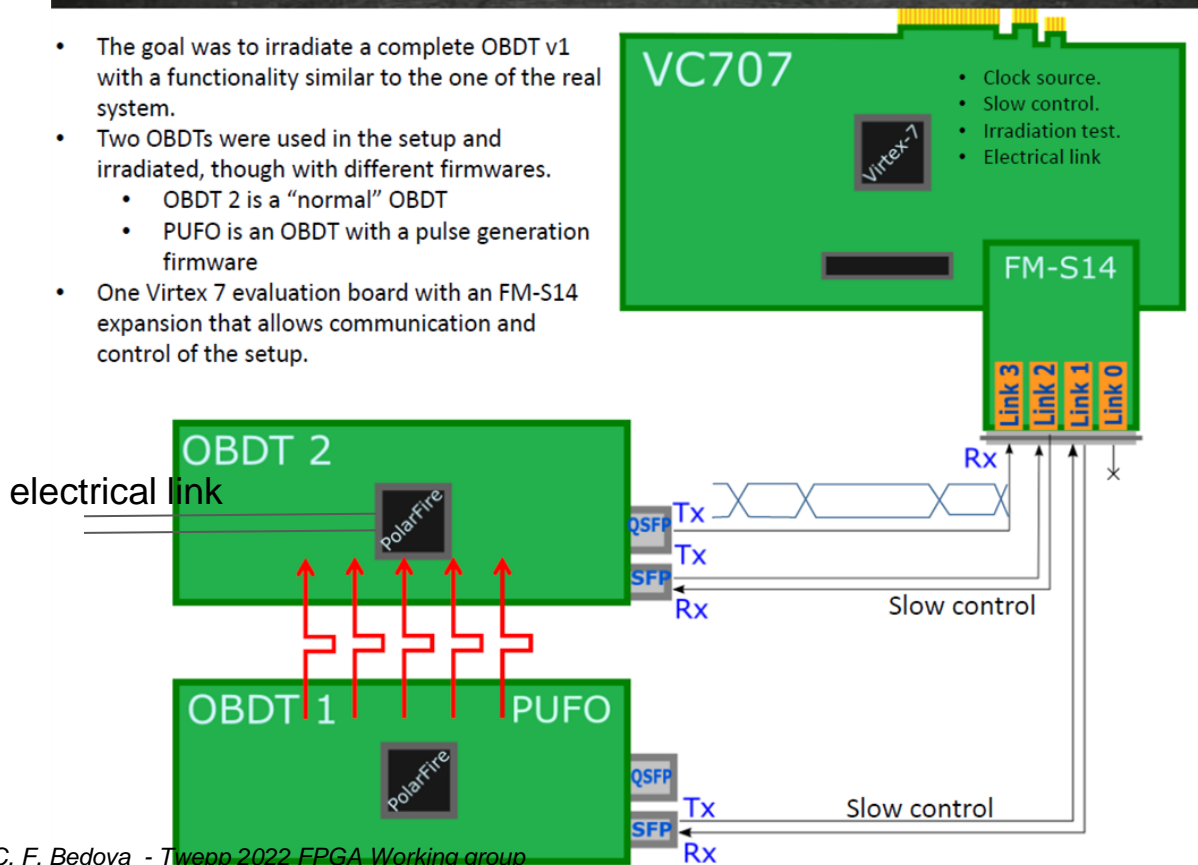 • The goal was to irradiate a complete OBDT v1
with a functionality similar to the one of the real
system.
• Two OBDTs were used in the setup and
irradiated, though with different firmwares.
• OBDT 2 is a “normal” OBDT
• PUFO is an OBDT with a pulse generation
firmware
• One Virtex 7 evaluation board with an FM-S14
expansion that allows communication and
control of the setup.
VC707
• Clock source.
• Slow control.
• Irradiation test.
• Electrical link
Virtex-7
FM-S14
Link 3
Link 2
Link 1
Link 0
Rx
OBDT 2
electrical link
PolarFire
QSFP
Tx
Tx
SFP
Rx
Slow control
OBDT 1
PUFO
PolarFire
QSFP
Tx
Slow control
SFP
Rx
C. F. Bedoya - Twepp 2022 FPGA Working group